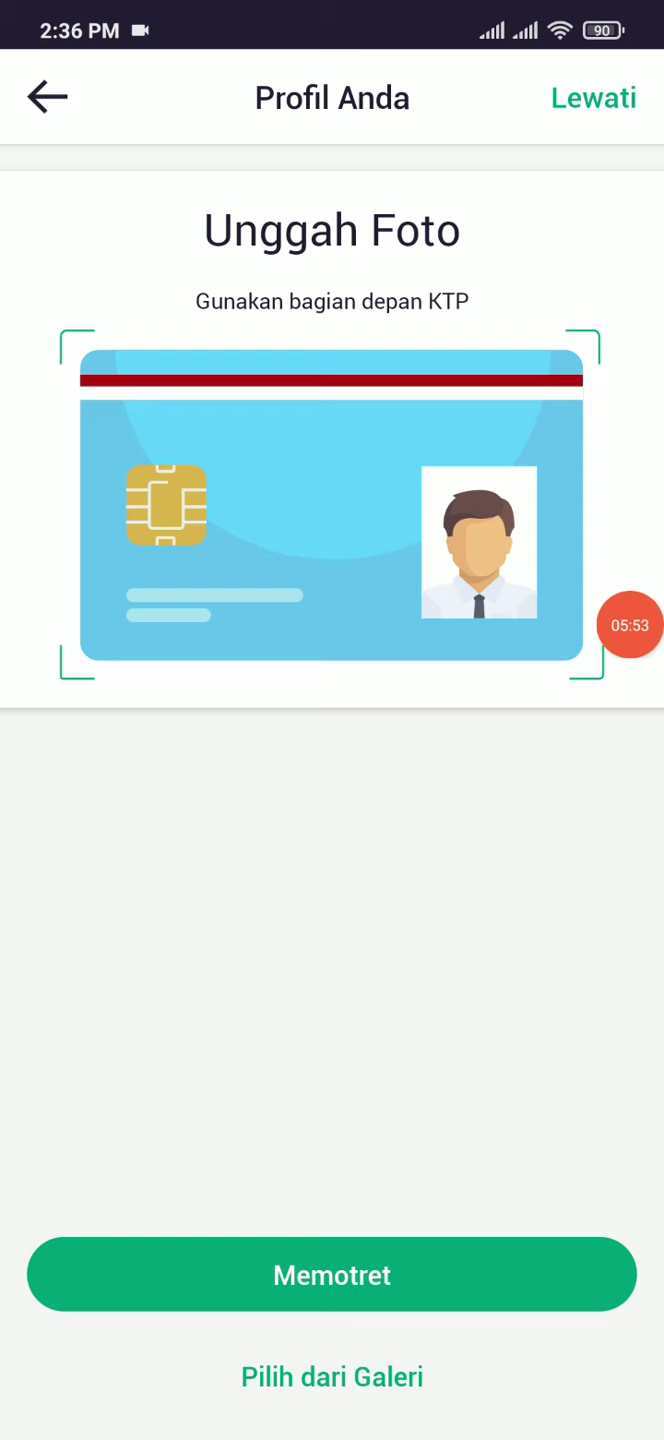 2:36 PM
90
Profil Anda
Lewati
Unggah Foto
Gunakan bagian depan KTP
05:53
Memotret
Pilih dari Galeri